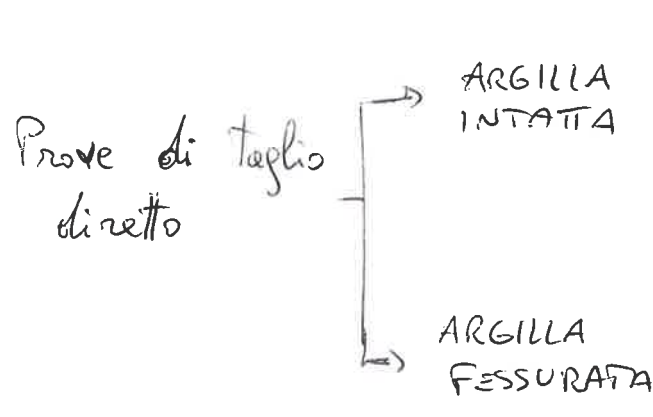 Prove di taglio
diretto
ARGILLA
INTATTA
ARGILLA
FESSURATA